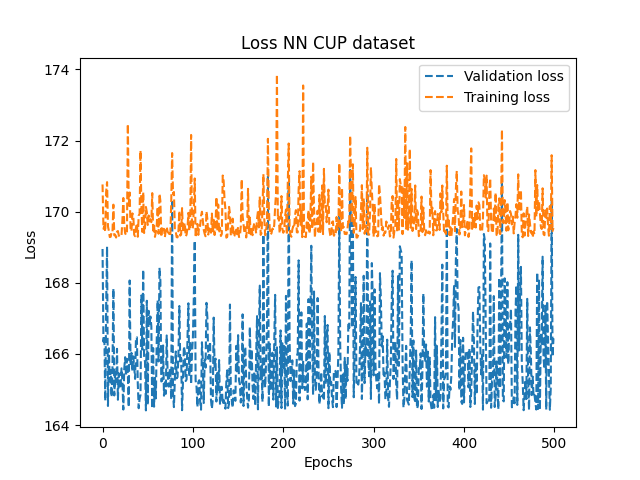 Loss NN CUP dataset
Validation loss
Training loss
174
172
170
168
166
164
Loss
0
100
200
300
400
500
Epochs